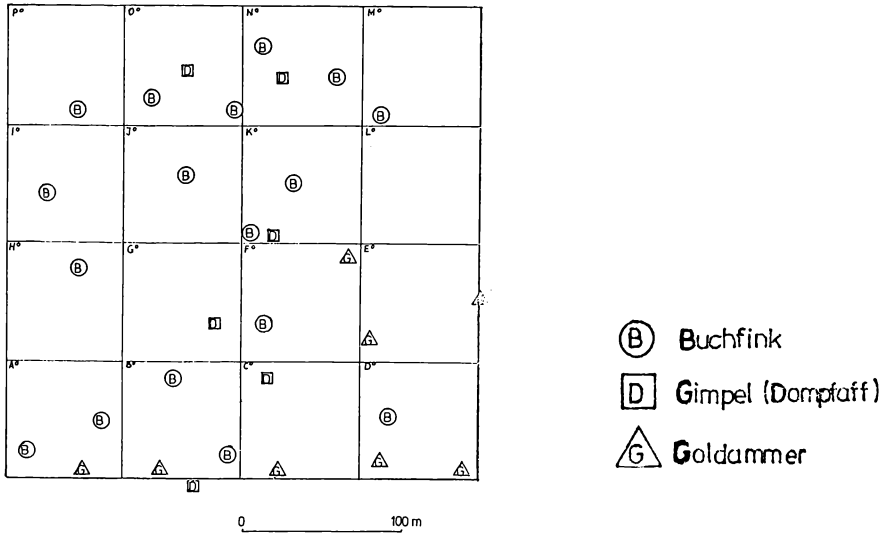 P° O° N° M°
B D N B
B B B B
I° J° K° L°
B B B
B D
H° G° F° E°
B G
D B G
A° B° C° D°
B D
B B
B B
G G G G G
D
0 100 m
B Buchfink
D Gimpel (Dompfaff)
G Goldammer